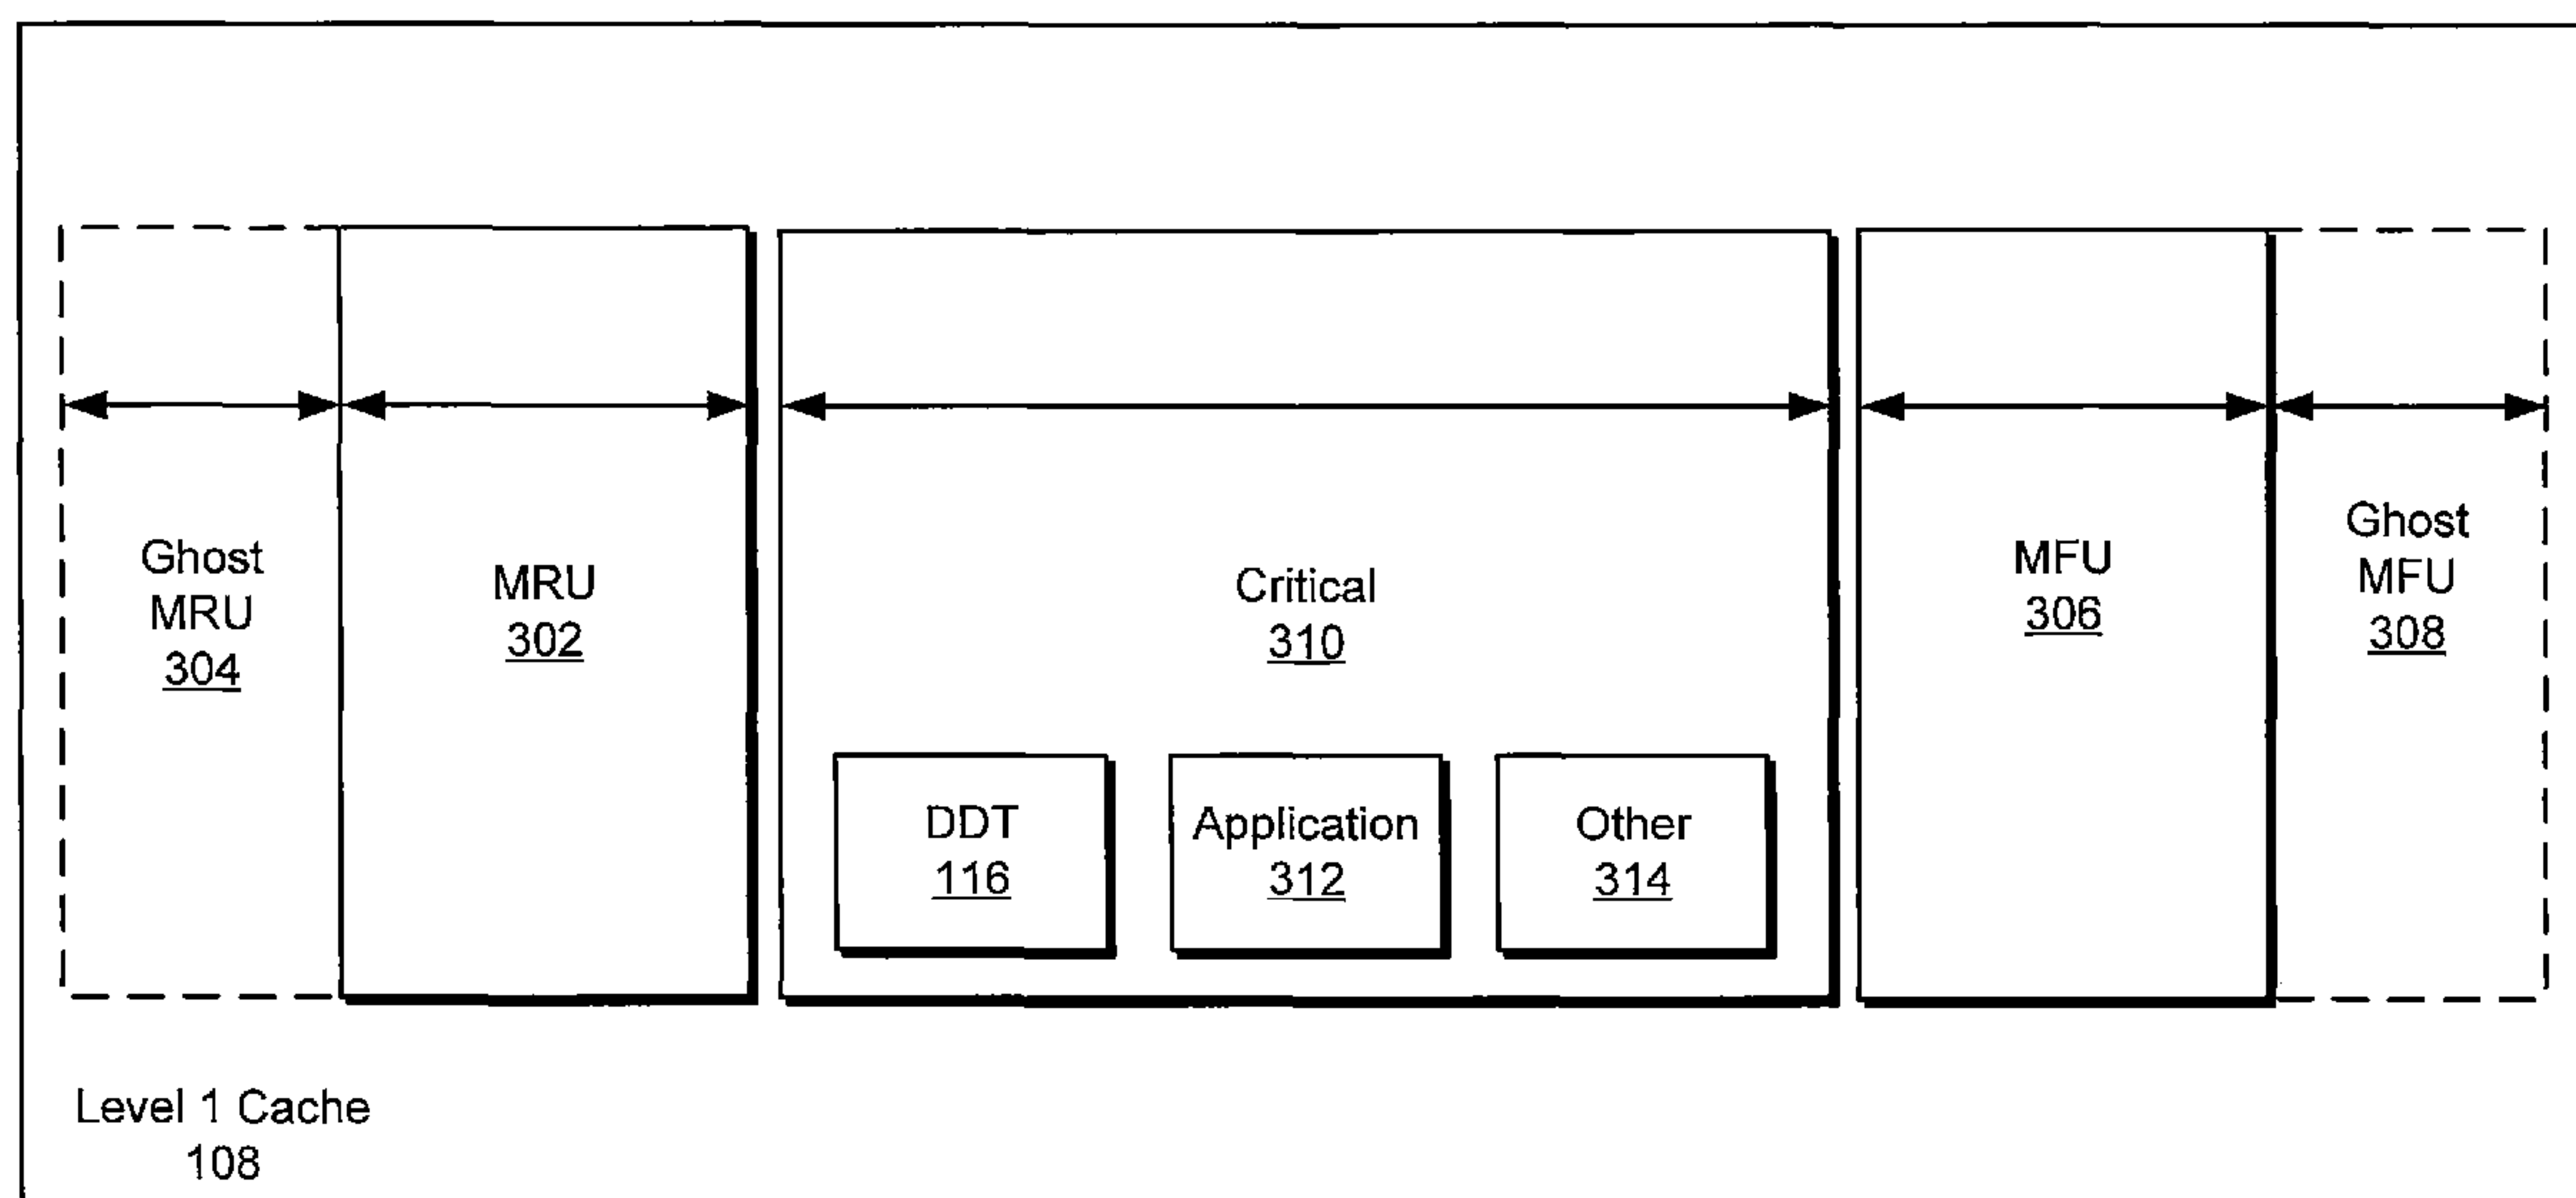 Ghost
MRU
304
MRU
302
Critical
310
DDT
116
Application
312
Other
314
MFU
306
Ghost
MFU
308
Level 1 Cache
108